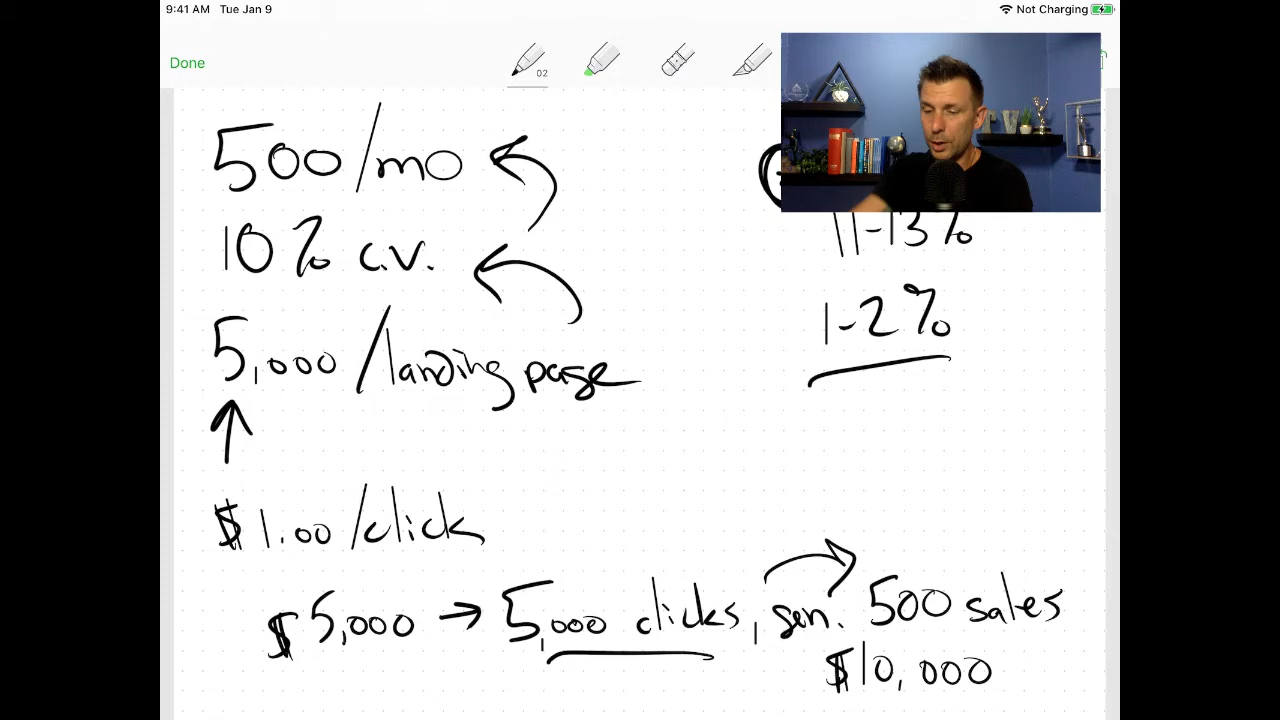 9:41 AM Tue Jan 9
Not Charging
Done
02
500/mo
10% c.v.
11-13%
1-2%
5,000/landing page
$1.00/click
$5,000 → 5,000 clicks, gen. 500 sales
$10,000